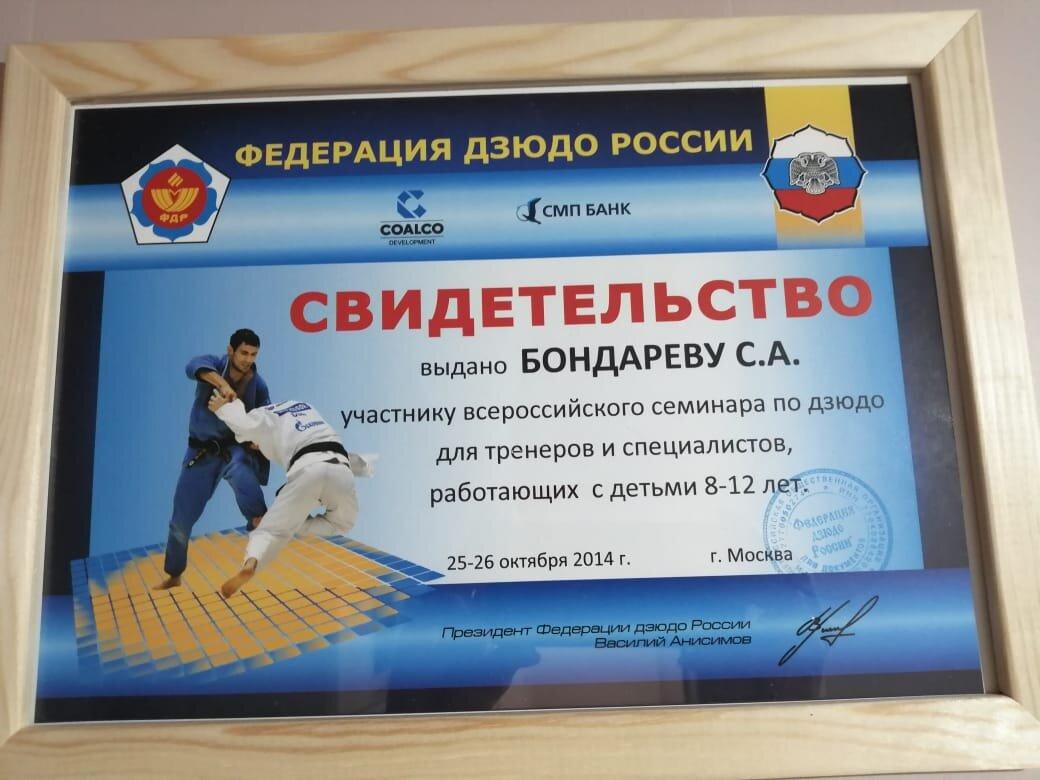 ФЕДЕРАЦИЯ ДЗЮДО РОССИИ
ФДР
COALCO
DEVELOPMENT
СМП БАНК
СВИДЕТЕЛЬСТВО
выдано БОНДАРЕВУ С.А.
участнику всероссийского семинара по дзюдо
для тренеров и специалистов,
работающих с детьми 8-12 лет.
Федерация
дзюдо
России
ДЛЯ ДОКУМЕНТОВ
25-26 октября 2014 г. г. Москва
Президент Федерации дзюдо России
Василий Анисимов